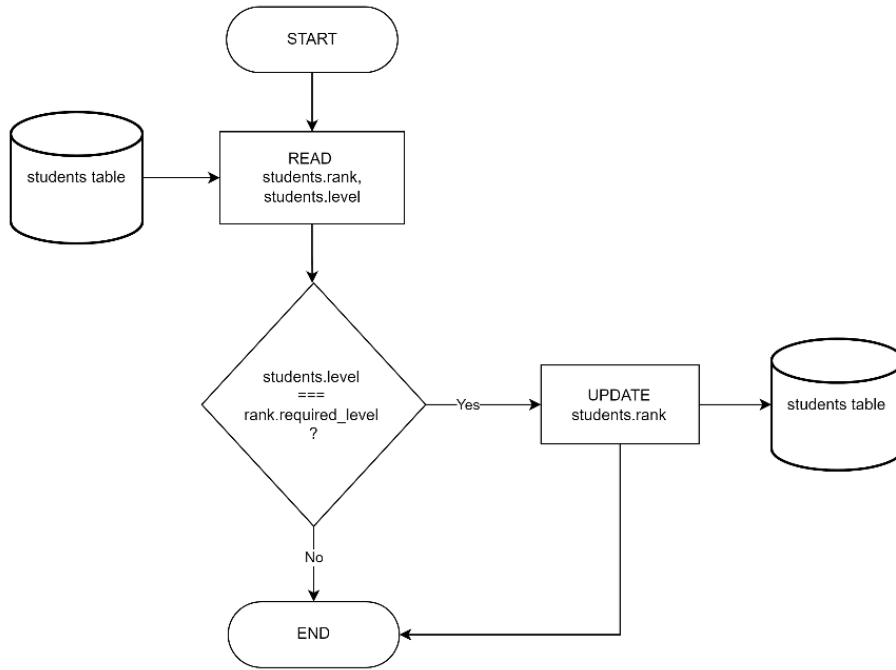 START
students table
READ
students.rank,
students.level
students.level
===
rank.required_level
?
Yes
UPDATE
students.rank
students table
No
END